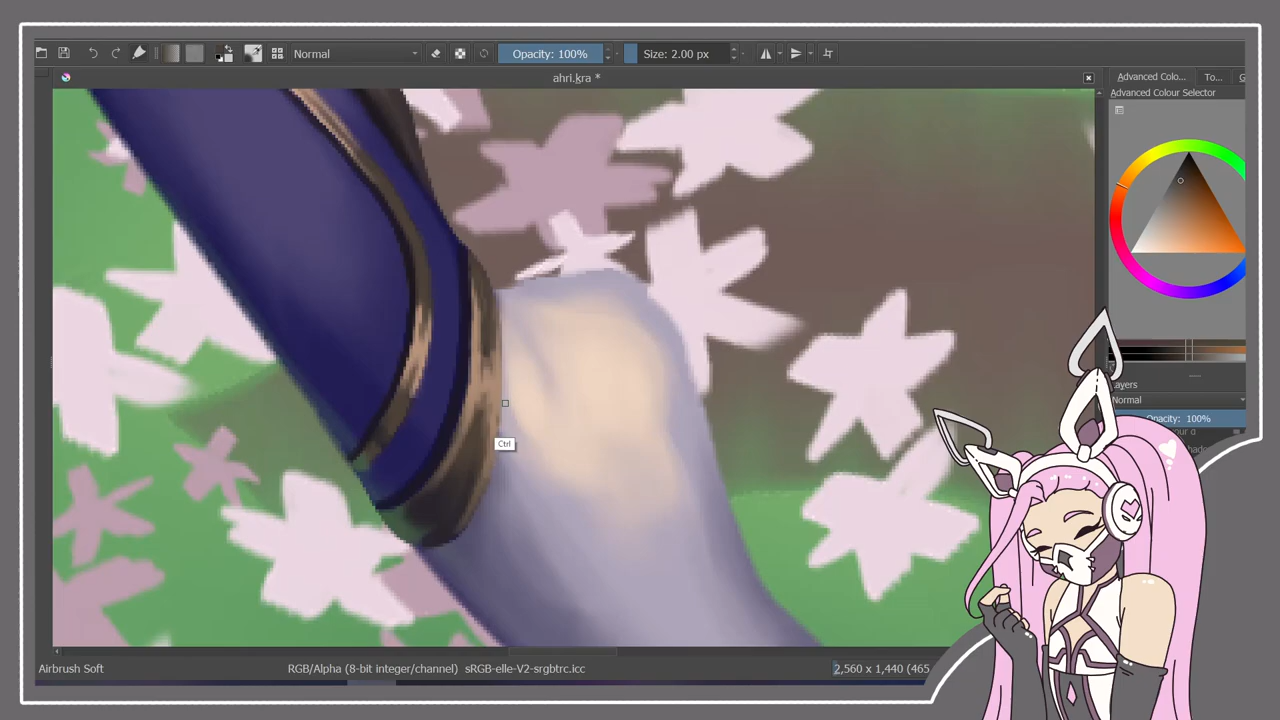 Normal
Opacity: 100%
Size: 2.00 px
ahri.kra *
Advanced Colo...
To...
Advanced Colour Selector
Ctrl
Normal
Opacity: 100%
Airbrush Soft
RGB/Alpha (8-bit integer/channel) sRGB-elle-V2-srgbtrc.icc
2,560 x 1,440 (465